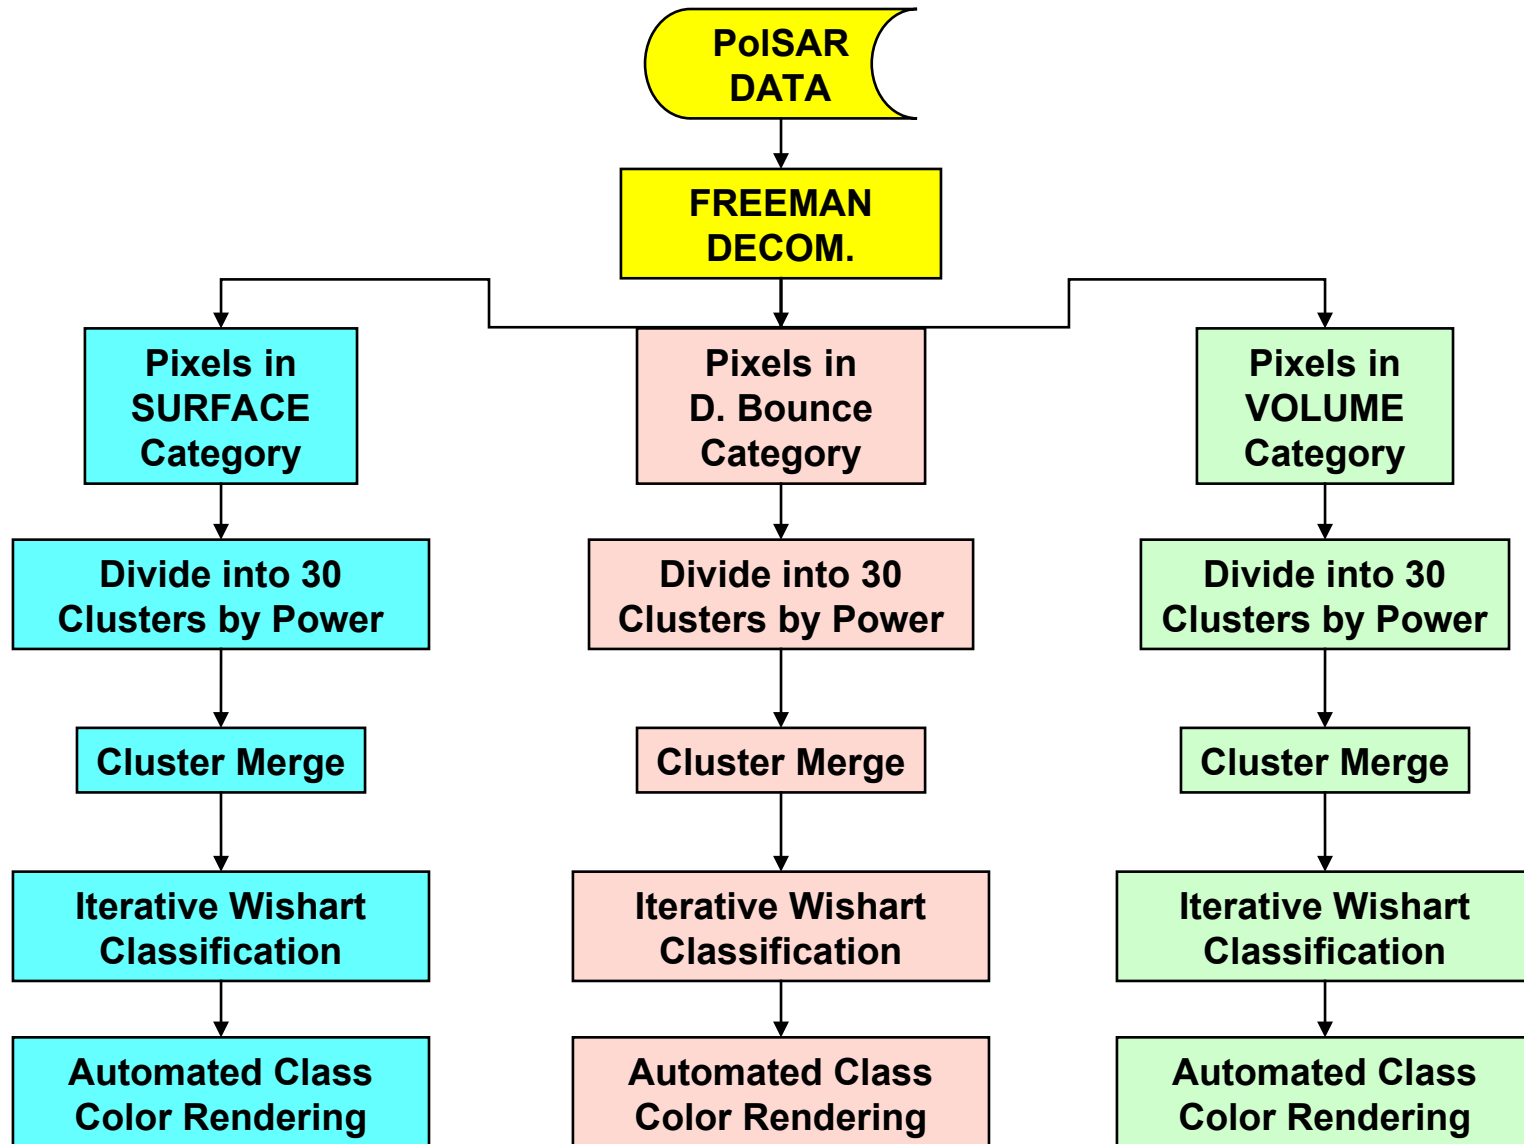 PolSAR
DATA
FREEMAN
DECOM.
Pixels in
SURFACE
Category
Pixels in
D. Bounce
Category
Pixels in
VOLUME
Category
Divide into 30
Clusters by Power
Divide into 30
Clusters by Power
Divide into 30
Clusters by Power
Cluster Merge
Cluster Merge
Cluster Merge
Iterative Wishart
Classification
Iterative Wishart
Classification
Iterative Wishart
Classification
Automated Class
Color Rendering
Automated Class
Color Rendering
Automated Class
Color Rendering